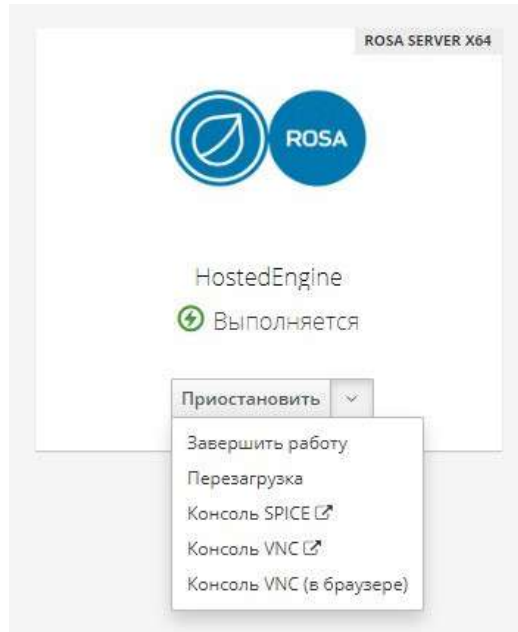 ROSA SERVER X64
ROSA
HostedEngine
Выполняется
Приостановить
Завершить работу
Перезагрузка
Консоль SPICE
Консоль VNC
Консоль VNC (в браузере)